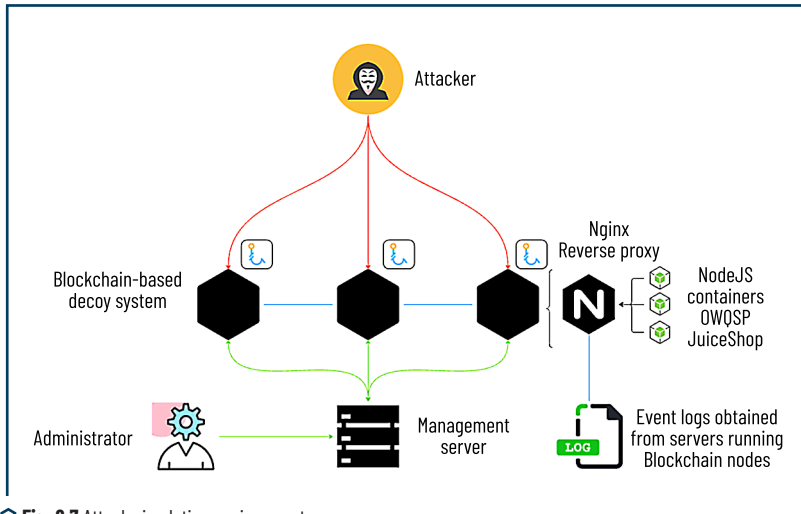 Attacker
Nginx
Reverse proxy
Blockchain-based
decoy system
N
NodeJS
containers
OWQSP
JuiceShop
Administrator
Management
server
LOG
Event logs obtained
from servers running
Blockchain nodes